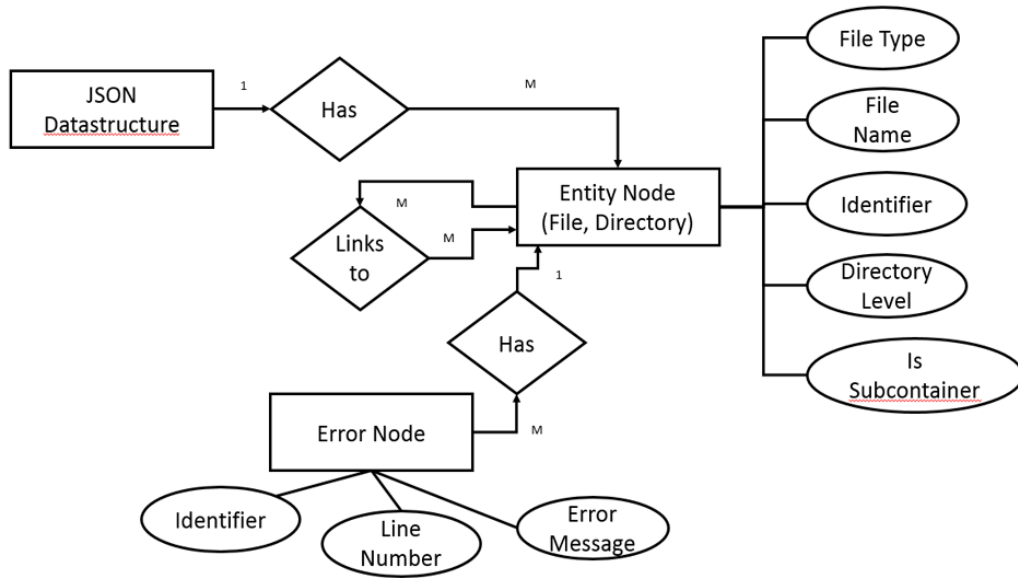 File Type
JSON
Datastructure
1
Has
M
File
Name
Entity Node
(File, Directory)
Identifier
M
Links
to
M
Directory
Level
1
Has
Is
Subcontainer
Error Node
M
Identifier
Line
Number
Error
Message